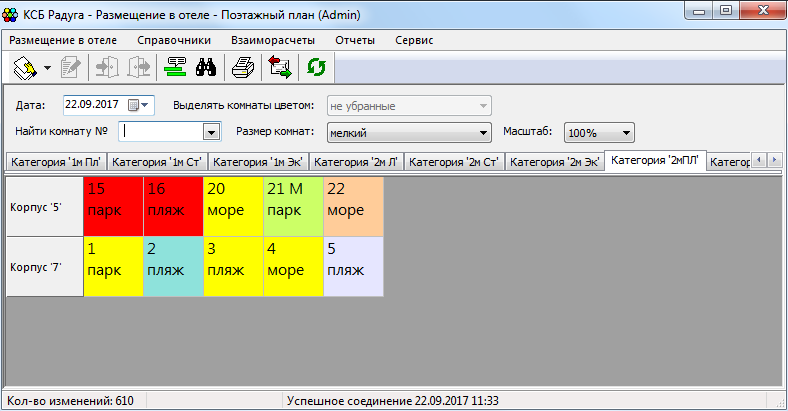 КСБ Радуга - Размещение в отеле - Поэтажный план (Admin)
Размещение в отеле Справочники Взаиморасчеты Отчеты Сервис
Дата: 22.09.2017 Выделять комнаты цветом: не убранные
Найти комнату № Размер комнат: мелкий Масштаб: 100%
Категория '1м Пл' Категория '1м Ст' Категория '1м Эк' Категория '2м Л' Категория '2м Ст' Категория '2м Эк' Категория '2мПЛ' Категор
15 16 20 21 М 22
Корпус '5'
парк пляж море парк море
1 2 3 4 5
Корпус '7'
парк пляж пляж море пляж
Кол-во изменений: 610 Успешное соединение 22.09.2017 11:33